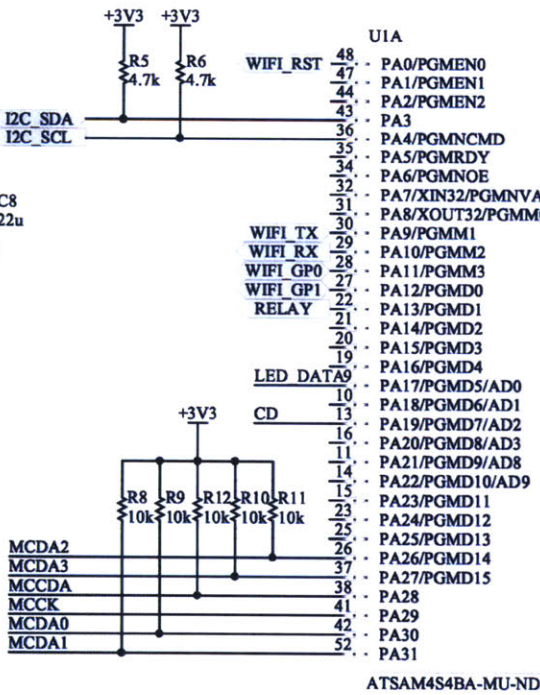 +3V3 +3V3
U1A
R5
4.7k
R6
4.7k
I2C_SDA
I2C_SCL
C8
22u
WIFI_RST 48 PA0/PGMEN0
47 PA1/PGMEN1
44 PA2/PGMEN2
43 PA3
36 PA4/PGMNCMD
35 PA5/PGMRDY
34 PA6/PGMNOE
32 PA7/XIN32/PGMNVA
31 PA8/XOUT32/PGMM
WIFI_TX 30 PA9/PGMM1
WIFI_RX 29 PA10/PGMM2
WIFI_GP0 28 PA11/PGMM3
WIFI_GP1 27 PA12/PGMD0
RELAY 22 PA13/PGMD1
21 PA14/PGMD2
20 PA15/PGMD3
19 PA16/PGMD4
LED_DATA 9 PA17/PGMD5/AD0
10 PA18/PGMD6/AD1
CD 13 PA19/PGMD7/AD2
16 PA20/PGMD8/AD3
11 PA21/PGMD9/AD8
14 PA22/PGMD10/AD9
15 PA23/PGMD11
23 PA24/PGMD12
25 PA25/PGMD13
26 PA26/PGMD14
37 PA27/PGMD15
38 PA28
41 PA29
42 PA30
52 PA31
+3V3
R8
10k
R9
10k
R12
10k
R10
10k
R11
10k
MCDA2
MCDA3
MCCDA
MCCK
MCDA0
MCDA1
ATSAM4S4BA-MU-ND